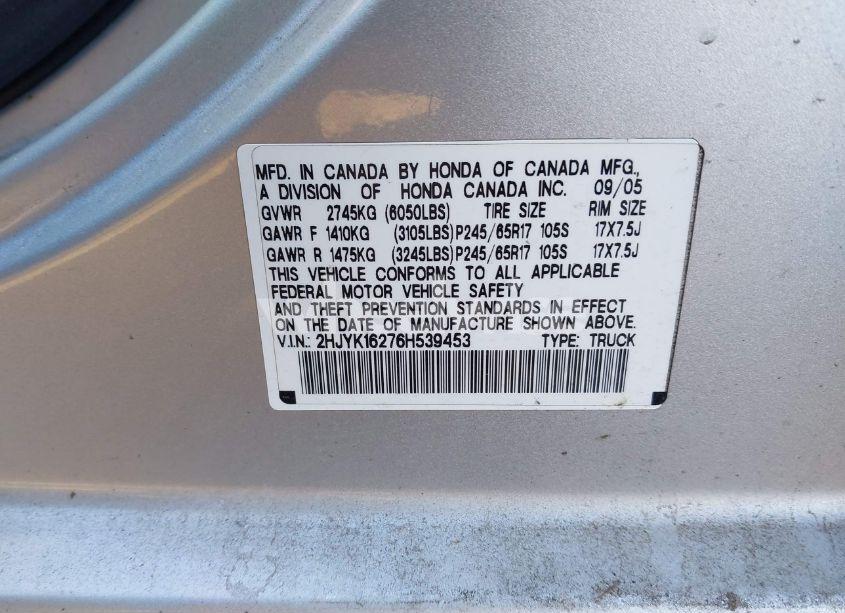 MFD. IN CANADA BY HONDA OF CANADA MFG.,
A DIVISION OF HONDA CANADA INC. 09/05
GVWR 2745KG (6050LBS) TIRE SIZE RIM SIZE
GAWR F 1410KG (3105LBS)P245/65R17 105S 17X7.5J
GAWR R 1475KG (3245LBS)P245/65R17 105S 17X7.5J
THIS VEHICLE CONFORMS TO ALL APPLICABLE
FEDERAL MOTOR VEHICLE SAFETY
AND THEFT PREVENTION STANDARDS IN EFFECT
ON THE DATE OF MANUFACTURE SHOWN ABOVE.
V.I.N.: 2HJYK16276H539453 TYPE: TRUCK